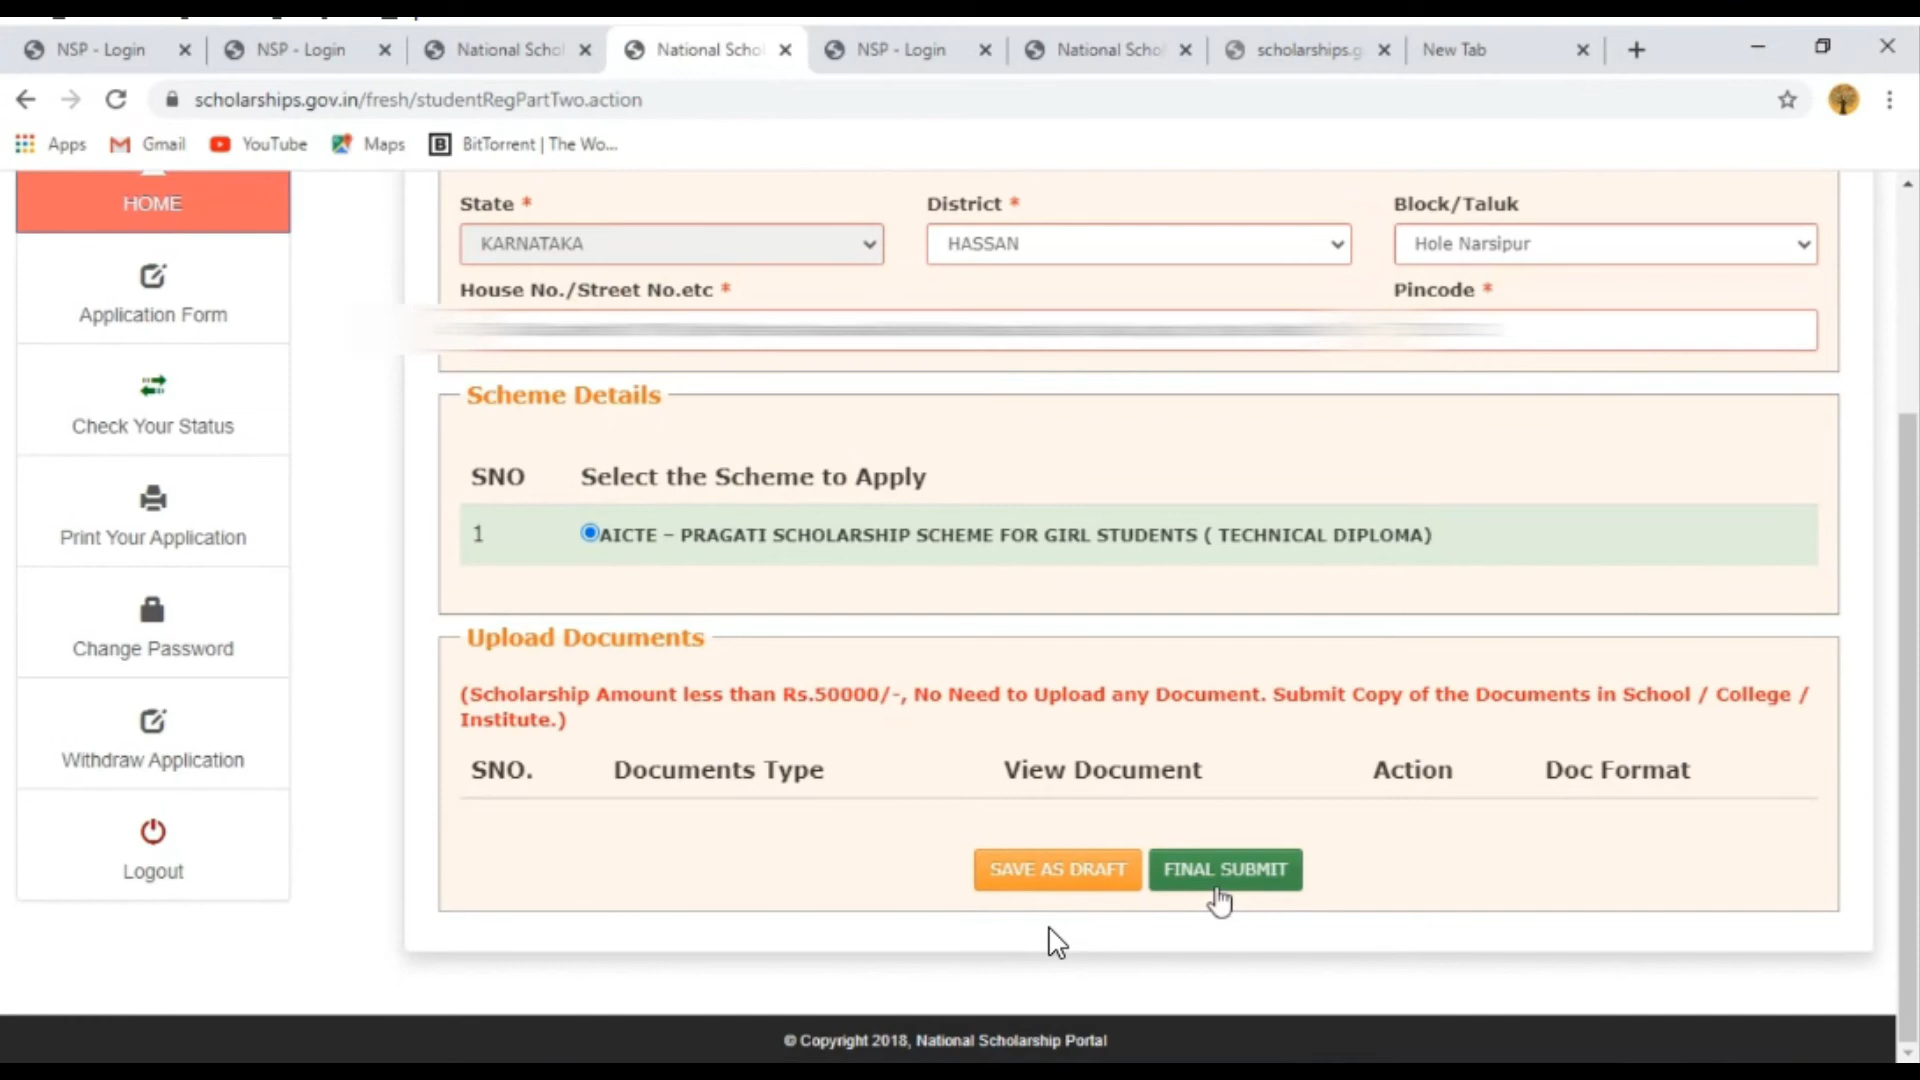 NSP - Login
NSP - Login
National Schol
National Schol
NSP - Login
National Schol
scholarships.g
New Tab
scholarships.gov.in/fresh/studentRegPartTwo.action
Apps
Gmail
YouTube
Maps
B
BitTorrent | The Wo...
HOME
Application Form
Check Your Status
Print Your Application
Change Password
Withdraw Application
Logout
State * District * Block/Taluk
KARNATAKA HASSAN Hole Narsipur
House No./Street No.etc * Pincode *
Scheme Details
SNO Select the Scheme to Apply
1 AICTE – PRAGATI SCHOLARSHIP SCHEME FOR GIRL STUDENTS ( TECHNICAL DIPLOMA)
Upload Documents
(Scholarship Amount less than Rs.50000/-, No Need to Upload any Document. Submit Copy of the Documents in School / College /
Institute.)
SNO. Documents Type View Document Action Doc Format
SAVE AS DRAFT FINAL SUBMIT
© Copyright 2018, National Scholarship Portal